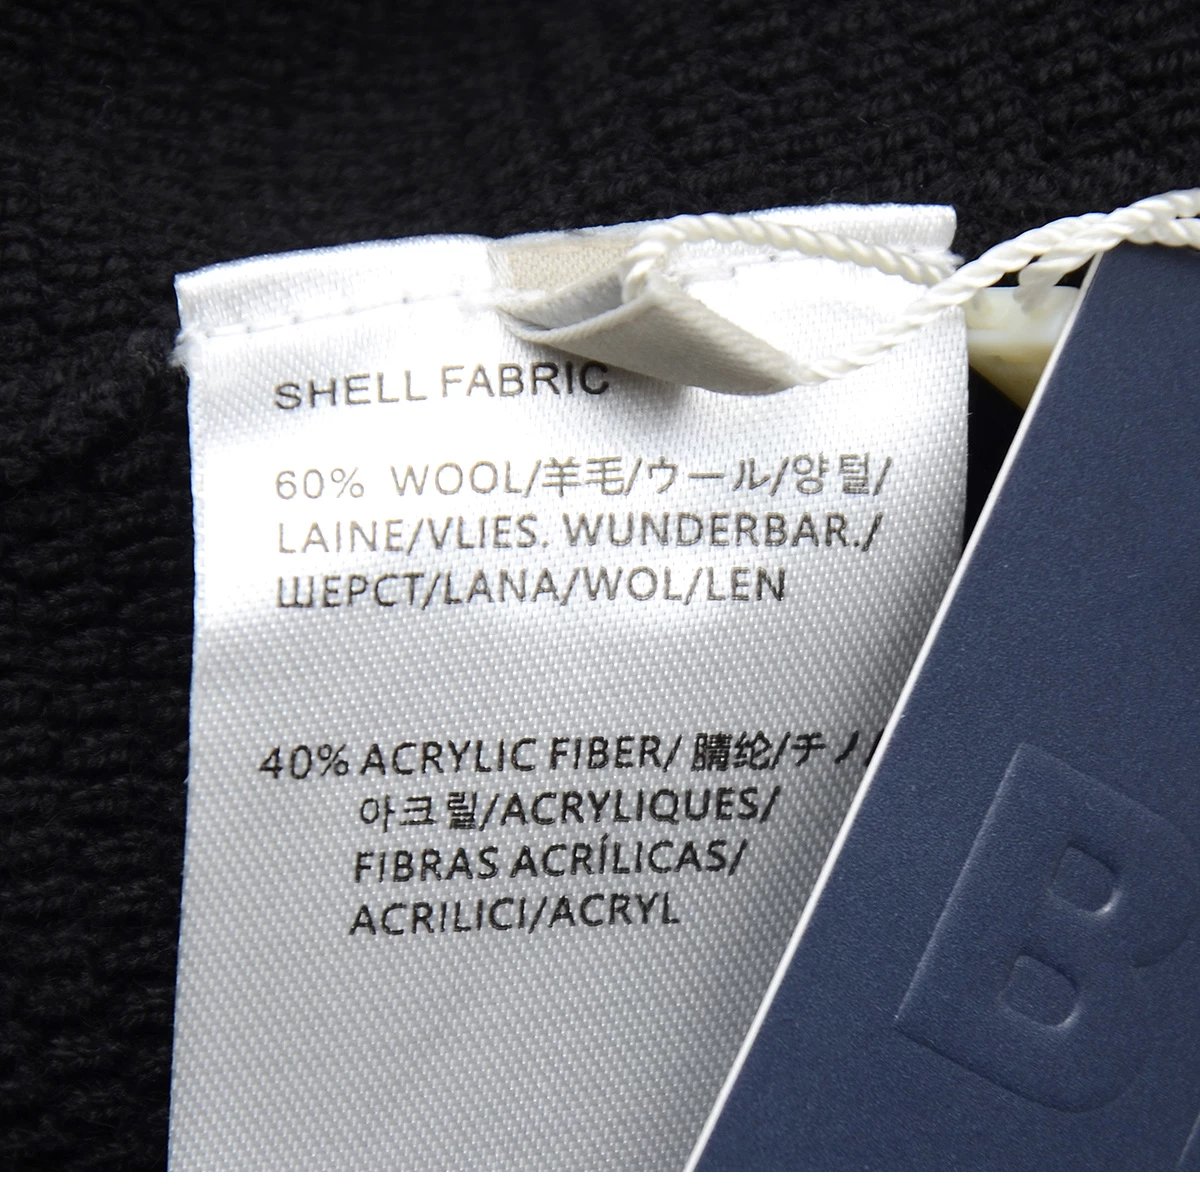 SHELL FABRIC
60% WOOL/羊毛/ウール/양털/
LAINE/VLIES. WUNDERBAR./
ШЕРСТ/LANA/WOL/LEN
40% ACRYLIC FIBER/ 腈纶/チノ/
아크릴/ACRYLIQUES/
FIBRAS ACRÍLICAS/
ACRILICI/ACRYL
B